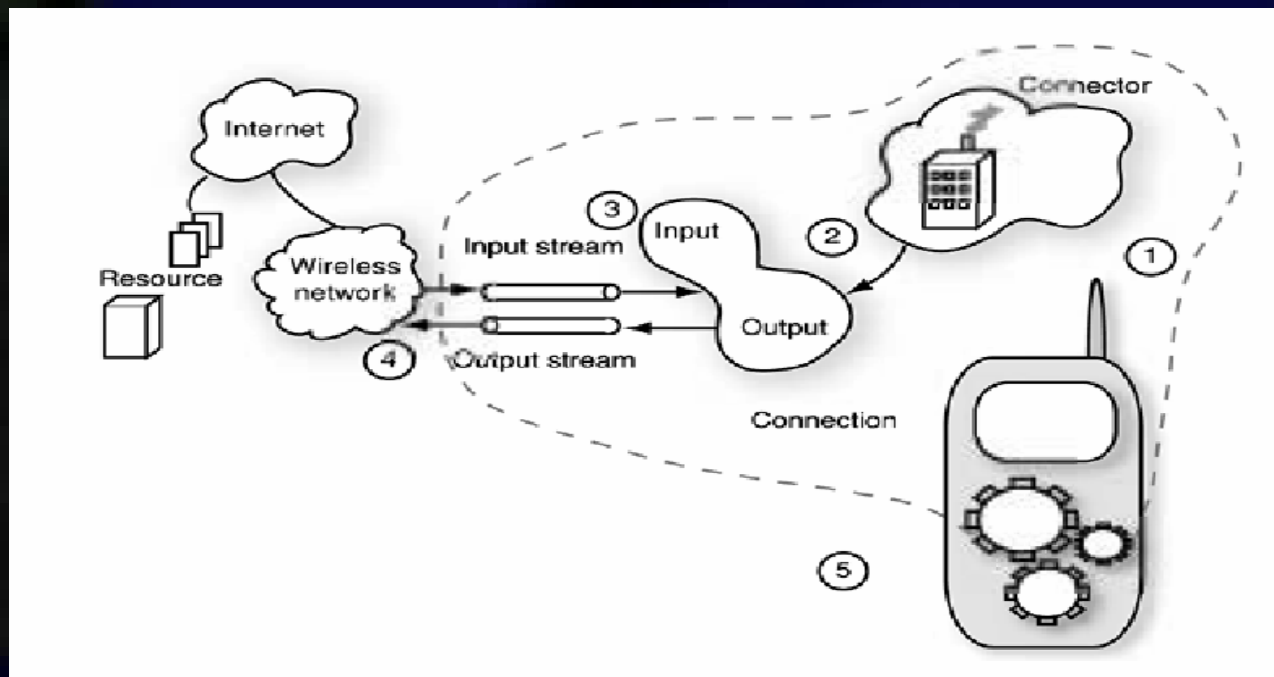 Connector
Internet
3
Input
2
Input stream
1
Wireless
network
Resource
Output
4
Output stream
Connection
5